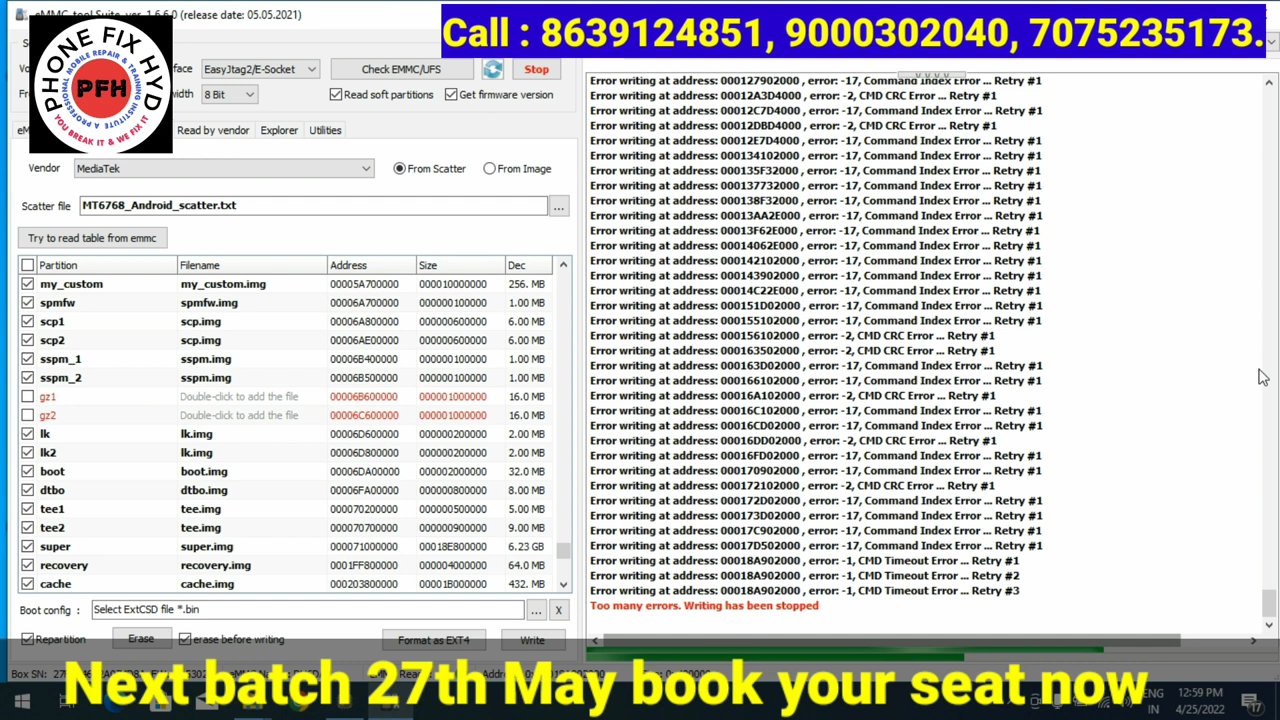 eMMC-tool Suite ver. 1.6.6.0 (release date: 05.05.2021)
Call : 8639124851, 9000302040, 7075235173.
PHONE FIX HYD
PROFESSIONAL MOBILE REPAIR & TRAINING INSTITUTE
PFH
YOU BREAK IT & WE FIX IT
EasyJtag2/E-Socket
Check EMMC/UFS
Stop
8 Bit
Read soft partitions
Get firmware version
Read by vendor
Explorer
Utilities
Vendor
MediaTek
From Scatter
From Image
Scatter file
MT6768_Android_scatter.txt
...
Try to read table from emmc
Partition Filename Address Size Dec
my_custom my_custom.img 00005A700000 000010000000 256. MB
spmfw spmfw.img 00006A700000 000000100000 1.00 MB
scp1 scp.img 00006A800000 000000600000 6.00 MB
scp2 scp.img 00006AE00000 000000600000 6.00 MB
sspm_1 sspm.img 00006B400000 000000100000 1.00 MB
sspm_2 sspm.img 00006B500000 000000100000 1.00 MB
gz1 Double-click to add the file 00006B600000 000001000000 16.0 MB
gz2 Double-click to add the file 00006C600000 000001000000 16.0 MB
lk lk.img 00006D600000 000000200000 2.00 MB
lk2 lk.img 00006D800000 000000200000 2.00 MB
boot boot.img 00006DA00000 000002000000 32.0 MB
dtbo dtbo.img 00006FA00000 000000800000 8.00 MB
tee1 tee.img 000070200000 000000500000 5.00 MB
tee2 tee.img 000070700000 000000900000 9.00 MB
super super.img 000071000000 00018E800000 6.23 GB
recovery recovery.img 0001FF800000 000004000000 64.0 MB
cache cache.img 000203800000 00001B000000 432. MB
Boot config :
Select ExtCSD file *.bin
...
X
Repartition
Erase
erase before writing
Format as EXT4
Write
Error writing at address: 000127902000 , error: -17, Command Index Error ... Retry #1
Error writing at address: 00012A3D4000 , error: -2, CMD CRC Error ... Retry #1
Error writing at address: 00012C7D4000 , error: -17, Command Index Error ... Retry #1
Error writing at address: 00012DBD4000 , error: -2, CMD CRC Error ... Retry #1
Error writing at address: 00012E7D4000 , error: -17, Command Index Error ... Retry #1
Error writing at address: 000134102000 , error: -17, Command Index Error ... Retry #1
Error writing at address: 000135F32000 , error: -17, Command Index Error ... Retry #1
Error writing at address: 000137732000 , error: -17, Command Index Error ... Retry #1
Error writing at address: 000138F32000 , error: -17, Command Index Error ... Retry #1
Error writing at address: 00013AA2E000 , error: -17, Command Index Error ... Retry #1
Error writing at address: 00013F62E000 , error: -17, Command Index Error ... Retry #1
Error writing at address: 00014062E000 , error: -17, Command Index Error ... Retry #1
Error writing at address: 000142102000 , error: -17, Command Index Error ... Retry #1
Error writing at address: 000143902000 , error: -17, Command Index Error ... Retry #1
Error writing at address: 00014C22E000 , error: -17, Command Index Error ... Retry #1
Error writing at address: 000151D02000 , error: -17, Command Index Error ... Retry #1
Error writing at address: 000155102000 , error: -17, Command Index Error ... Retry #1
Error writing at address: 000156102000 , error: -2, CMD CRC Error ... Retry #1
Error writing at address: 000163502000 , error: -2, CMD CRC Error ... Retry #1
Error writing at address: 000163D02000 , error: -17, Command Index Error ... Retry #1
Error writing at address: 000166102000 , error: -17, Command Index Error ... Retry #1
Error writing at address: 00016A102000 , error: -2, CMD CRC Error ... Retry #1
Error writing at address: 00016C102000 , error: -17, Command Index Error ... Retry #1
Error writing at address: 00016CD02000 , error: -17, Command Index Error ... Retry #1
Error writing at address: 00016DD02000 , error: -2, CMD CRC Error ... Retry #1
Error writing at address: 00016FD02000 , error: -17, Command Index Error ... Retry #1
Error writing at address: 000170902000 , error: -17, Command Index Error ... Retry #1
Error writing at address: 000172102000 , error: -2, CMD CRC Error ... Retry #1
Error writing at address: 000172D02000 , error: -17, Command Index Error ... Retry #1
Error writing at address: 000173D02000 , error: -17, Command Index Error ... Retry #1
Error writing at address: 00017C902000 , error: -17, Command Index Error ... Retry #1
Error writing at address: 00017D502000 , error: -17, Command Index Error ... Retry #1
Error writing at address: 00018A902000 , error: -1, CMD Timeout Error ... Retry #1
Error writing at address: 00018A902000 , error: -1, CMD Timeout Error ... Retry #2
Error writing at address: 00018A902000 , error: -1, CMD Timeout Error ... Retry #3
Too many errors. Writing has been stopped
Box SN:
Next batch 27th May book your seat now
ENG
IN
12:59 PM
4/25/2022
17